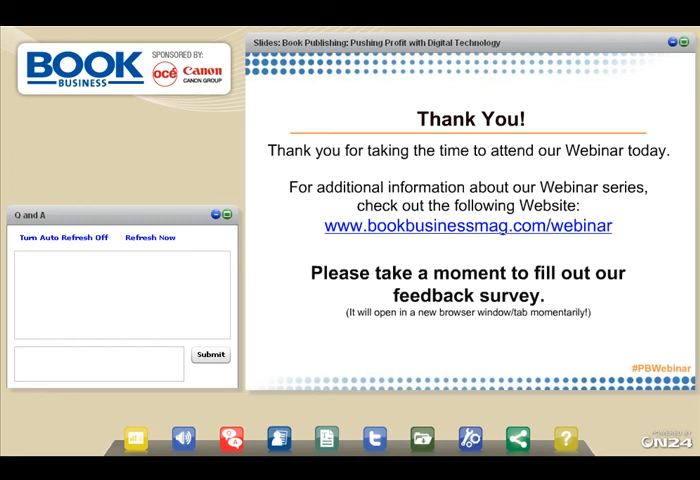 BOOK
BUSINESS
SPONSORED BY:
océ Canon
CANON GROUP
Slides: Book Publishing: Pushing Profit with Digital Technology
Thank You!
Thank you for taking the time to attend our Webinar today.
For additional information about our Webinar series,
check out the following Website:
www.bookbusinessmag.com/webinar
Please take a moment to fill out our
feedback survey.
(It will open in a new browser window/tab momentarily!)
#PBWebinar
Q and A
Turn Auto Refresh Off Refresh Now
Submit
Q
A
t
?
POWERED BY
ON24